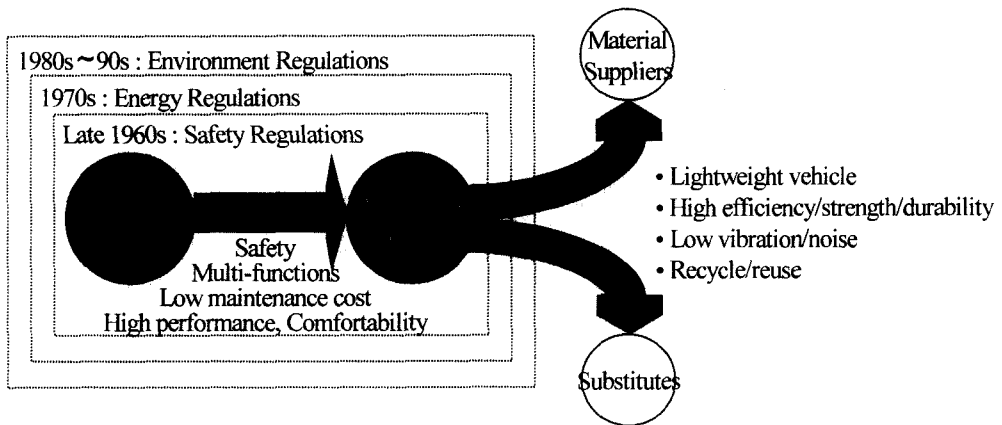 Material
Suppliers
1980s~90s : Environment Regulations
1970s : Energy Regulations
Late 1960s : Safety Regulations
• Lightweight vehicle
• High efficiency/strength/durability
• Low vibration/noise
• Recycle/reuse
Safety
Multi-functions
Low maintenance cost
High performance, Comfortability
Substitutes